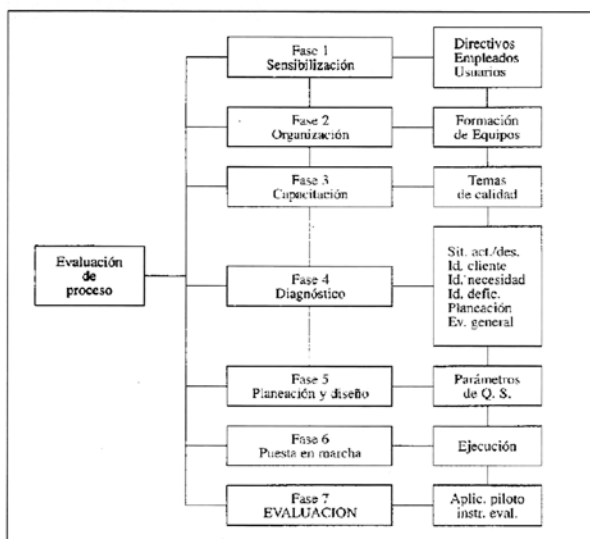 Fase 1
Sensibilización
Directivos
Empleados
Usuarios
Fase 2
Organización
Formación
de Equipos
Fase 3
Capacitación
Temas
de calidad
Evaluación
de
proceso
Fase 4
Diagnóstico
Sit. act./des.
Id. cliente
Id. necesidad
Id. defic.
Planeación
Ev. general
Fase 5
Planeación y diseño
Parámetros
de Q. S.
Fase 6
Puesta en marcha
Ejecución
Fase 7
EVALUACION
Aplic. piloto
instr. eval.